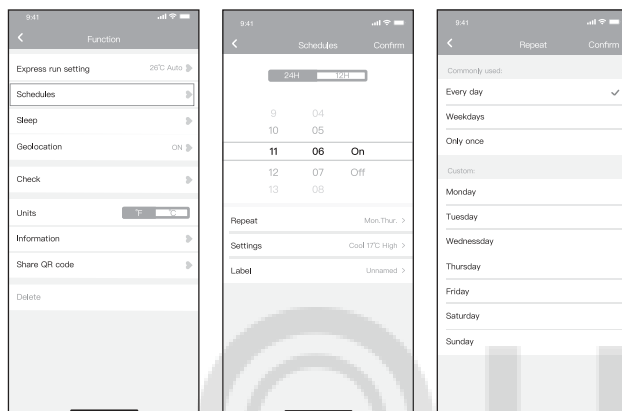 9:41
Function
Express run setting 26°C Auto
Schedules
Sleep
Geolocation ON
Check
Units °F °C
Information
Share QR code
Delete
9:41
Schedules Confirm
24H 12H
9 04
10 05
11 06 On
12 07 Off
13 08
Repeat Mon.Thur. >
Settings Cool 17°C High >
Label Unnamed >
9:41
Repeat Confirm
Commonly used:
Every day
Weekdays
Only once
Custom:
Monday
Tuesday
Wednessday
Thursday
Friday
Saturday
Sunday